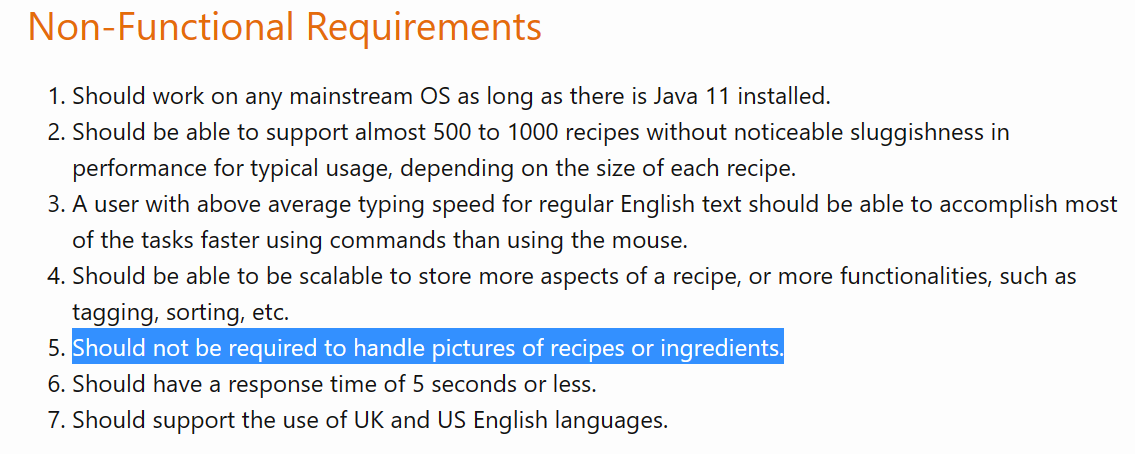 Non-Functional Requirements
1. Should work on any mainstream OS as long as there is Java 11 installed.
2. Should be able to support almost 500 to 1000 recipes without noticeable sluggishness in
performance for typical usage, depending on the size of each recipe.
3. A user with above average typing speed for regular English text should be able to accomplish most
of the tasks faster using commands than using the mouse.
4. Should be able to be scalable to store more aspects of a recipe, or more functionalities, such as
tagging, sorting, etc.
5. Should not be required to handle pictures of recipes or ingredients.
6. Should have a response time of 5 seconds or less.
7. Should support the use of UK and US English languages.